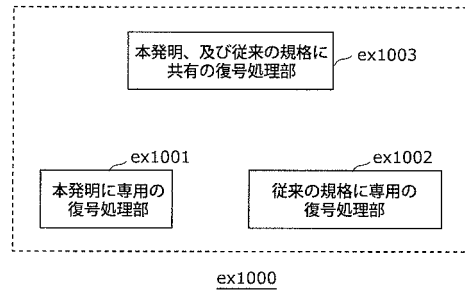 本発明、及び従来の規格に
共有の復号処理部
ex1003
ex1001
本発明に専用の
復号処理部
ex1002
従来の規格に専用の
復号処理部
ex1000